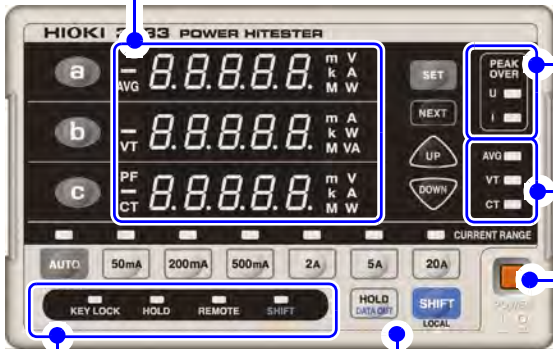 HIOKI 3333 POWER HITESTER
a
AVG
8.8.8.8.8.
m V
k A
M W
SET
PEAK
OVER
U
I
NEXT
b
VT
8.8.8.8.8.
m A
k W
M VA
UP
DOWN
AVG
VT
CT
c
PF
CT
8.8.8.8.8.
m V
k A
M W
CURRENT RANGE
AUTO
50mA
200mA
500mA
2A
5A
20A
KEY LOCK
HOLD
REMOTE
SHIFT
HOLD
DATA OUT
SHIFT
LOCAL
POWER